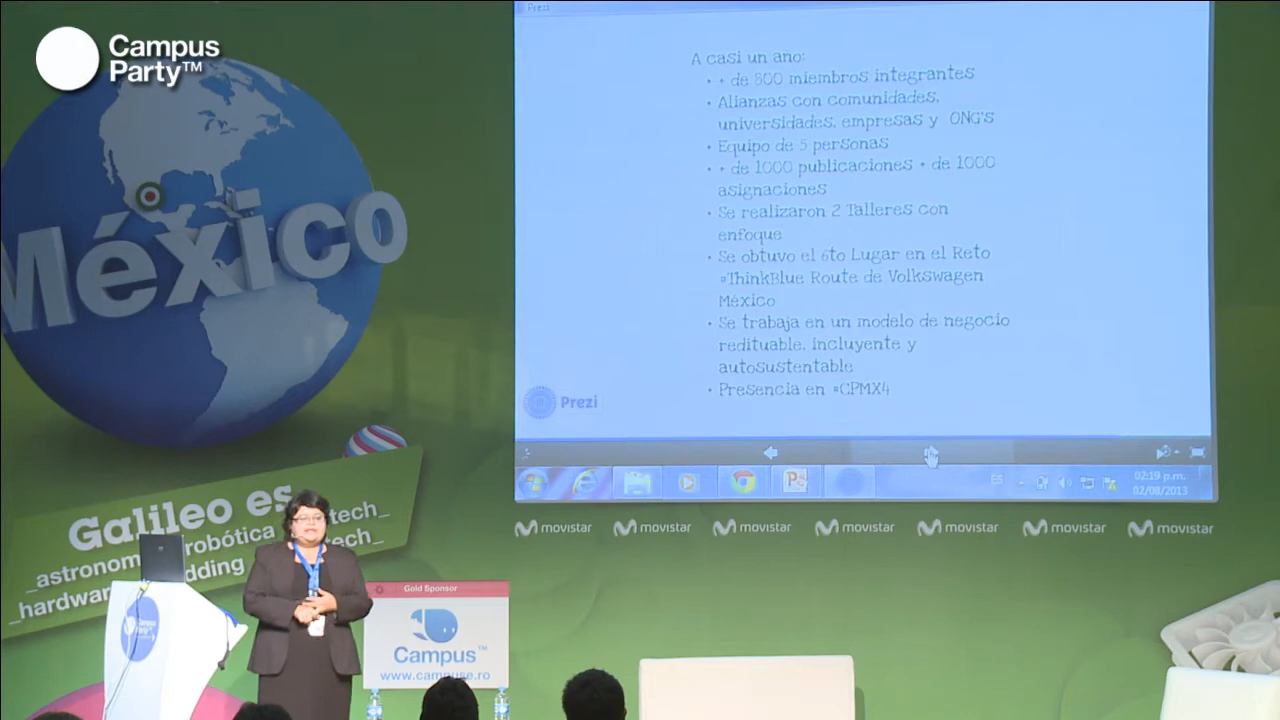 Campus
Party™
México
Galileo es
_astronom
robótica
tech_
_hardwar
dding
tech_
Prezi
A casi un año:
• + de 800 miembros integrantes
• Alianzas con comunidades,
universidades, empresas y ONG'S
• Equipo de 5 personas
• + de 1000 publicaciones + de 1000
asignaciones
• Se realizaron 2 Talleres con
enfoque
• Se obtuvo el 6to Lugar en el Reto
#ThinkBlue Route de Volkswagen
México
• Se trabaja en un modelo de negocio
redituable, incluyente y
autosustentable
• Presencia en #CPMX4
Prezi
ES
02:19 p.m.
02/08/2013
movistar movistar movistar movistar movistar movistar movistar
Campus
Party
Gold Sponsor
Campus™
www.campuse.ro